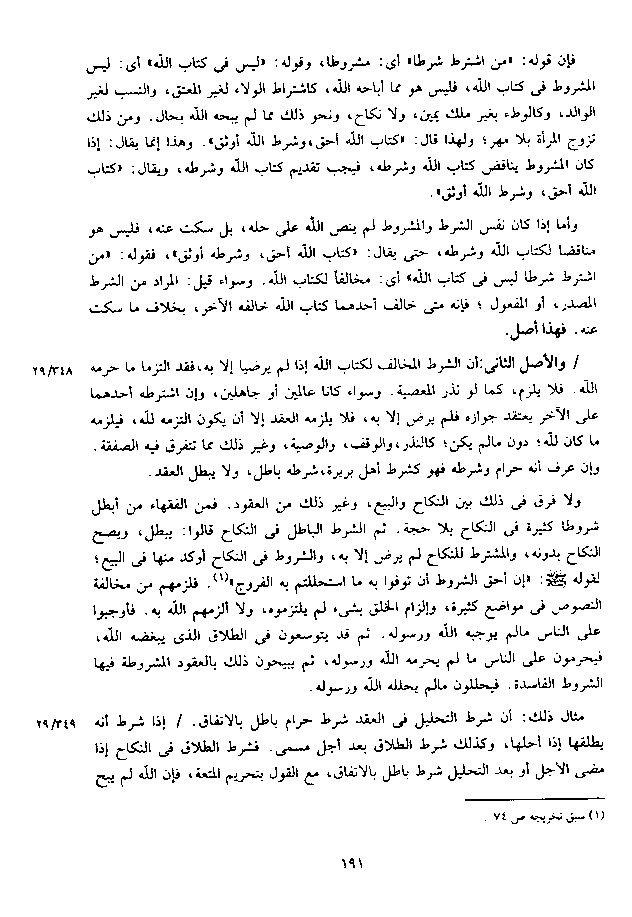 فإن قوله: «من اشترط شرطا» أى: مشروطا، وقوله: «ليس فى كتاب الله» أى: ليس
المشروط فى كتاب الله، فليس هو مما أباحه الله، كاشتراط الولاء لغير المعتق، والنسب لغير
الوالد، وكالوطء بغير ملك يمين، ولا نكاح، ونحو ذلك مما لم يبحه الله بحال. ومن ذلك
تزوج المرأة بلا مهر؛ ولهذا قال: «كتاب الله أحق، وشرط الله أوثق». وهذا إنما يقال: إذا
كان المشروط يناقض كتاب الله وشرطه، فيجب تقديم كتاب الله وشرطه، ويقال: «كتاب
الله أحق، وشرط الله أوثق».
وأما إذا كان نفس الشرط والمشروط لم ينص الله على حله، بل سكت عنه، فليس هو
مناقضا لكتاب الله وشرطه، حتى يقال: «كتاب الله أحق، وشرطه أوثق»، فقوله: «من
اشترط شرطا ليس فى كتاب الله» أى: مخالفاً لكتاب الله. وسواء قيل: المراد من الشرط
المصدر، أو المفعول؛ فإنه متى خالف أحدهما كتاب الله خالفه الآخر، بخلاف ما سكت
عنه. فهذا أصل.
/ والأصل الثانى: أن الشرط المخالف لكتاب الله إذا لم يرضيا إلا به، فقد التزما ما حرمه ٢٩/٣٤٨
الله. فلا يلزم، كما لو نذر المعصية. وسواء كانا عالمين أو جاهلين، وإن اشترطه أحدهما
على الآخر يعتقد جوازه فلم يرض إلا به، فلا يلزمه العقد إلا أن يكون التزمه لله، فيلزمه
ما كان لله؛ دون مالم يكن؛ كالنذر، والوقف، والوصية، وغير ذلك مما تتفرق فيه الصفقة.
وإن عرف أنه حرام وشرطه فهو كشرط أهل بريرة، شرطه باطل، ولا يبطل العقد.
ولا فرق فى ذلك بين النكاح والبيع، وغير ذلك من العقود. فمن الفقهاء من أبطل
شروطا كثيرة فى النكاح بلا حجة. ثم الشرط الباطل فى النكاح قالوا: يبطل، ويصح
النكاح بدونه، والمشترط للنكاح لم يرض إلا به، والشروط فى النكاح أوكد منها فى البيع؛
لقوله ﷺ: «إن أحق الشروط أن توفوا به ما استحللتم به الفروج»(١). فلزمهم من مخالفة
النصوص فى مواضع كثيرة، وإلزام الخلق بشىء لم يلتزموه، ولا ألزمهم الله به. فأوجبوا
على الناس مالم يوجبه الله ورسوله. ثم قد يتوسعون فى الطلاق الذى يبغضه الله،
فيحرمون على الناس ما لم يحرمه الله ورسوله، ثم يبيحون ذلك بالعقود المشروطة فيها
الشروط الفاسدة. فيحللون مالم يحلله الله ورسوله.
مثال ذلك: أن شرط التحليل فى العقد شرط حرام باطل بالاتفاق. / إذا شرط أنه ٢٩/٣٤٩
يطلقها إذا أحلها، وكذلك شرط الطلاق بعد أجل مسمى. فشرط الطلاق فى النكاح إذا
مضى الأجل أو بعد التحليل شرط باطل بالاتفاق، مع القول بتحريم المتعة، فإن الله لم يبح
(١) سبق تخريجه ص ٧٤ .
١٩١